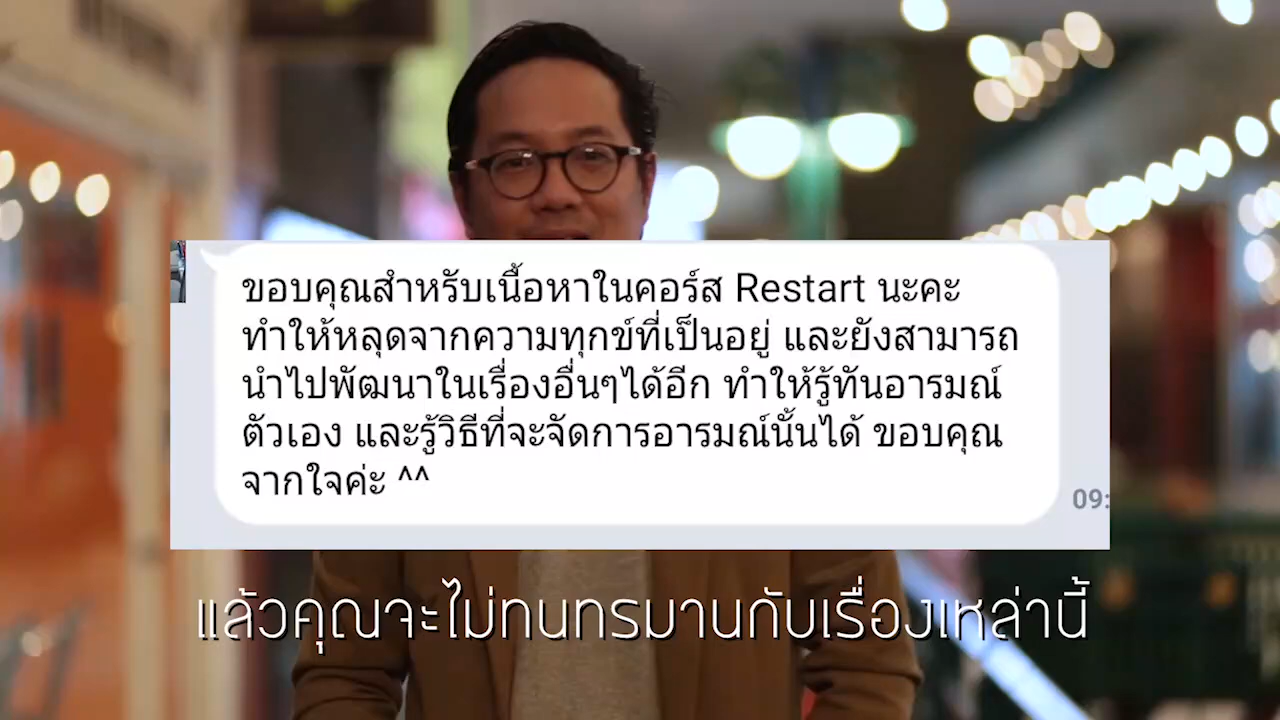 ขอบคุณสำหรับเนื้อหาในคอร์ส Restart นะคะ
ทำให้หลุดจากความทุกข์ที่เป็นอยู่ และยังสามารถ
นำไปพัฒนาในเรื่องอื่นๆได้อีก ทำให้รู้ทันอารมณ์
ตัวเอง และรู้วิธีที่จะจัดการอารมณ์นั้นได้ ขอบคุณ
จากใจค่ะ ^^
09:
แล้วคุณจะไม่ทนทรมานกับเรื่องเหล่านี้